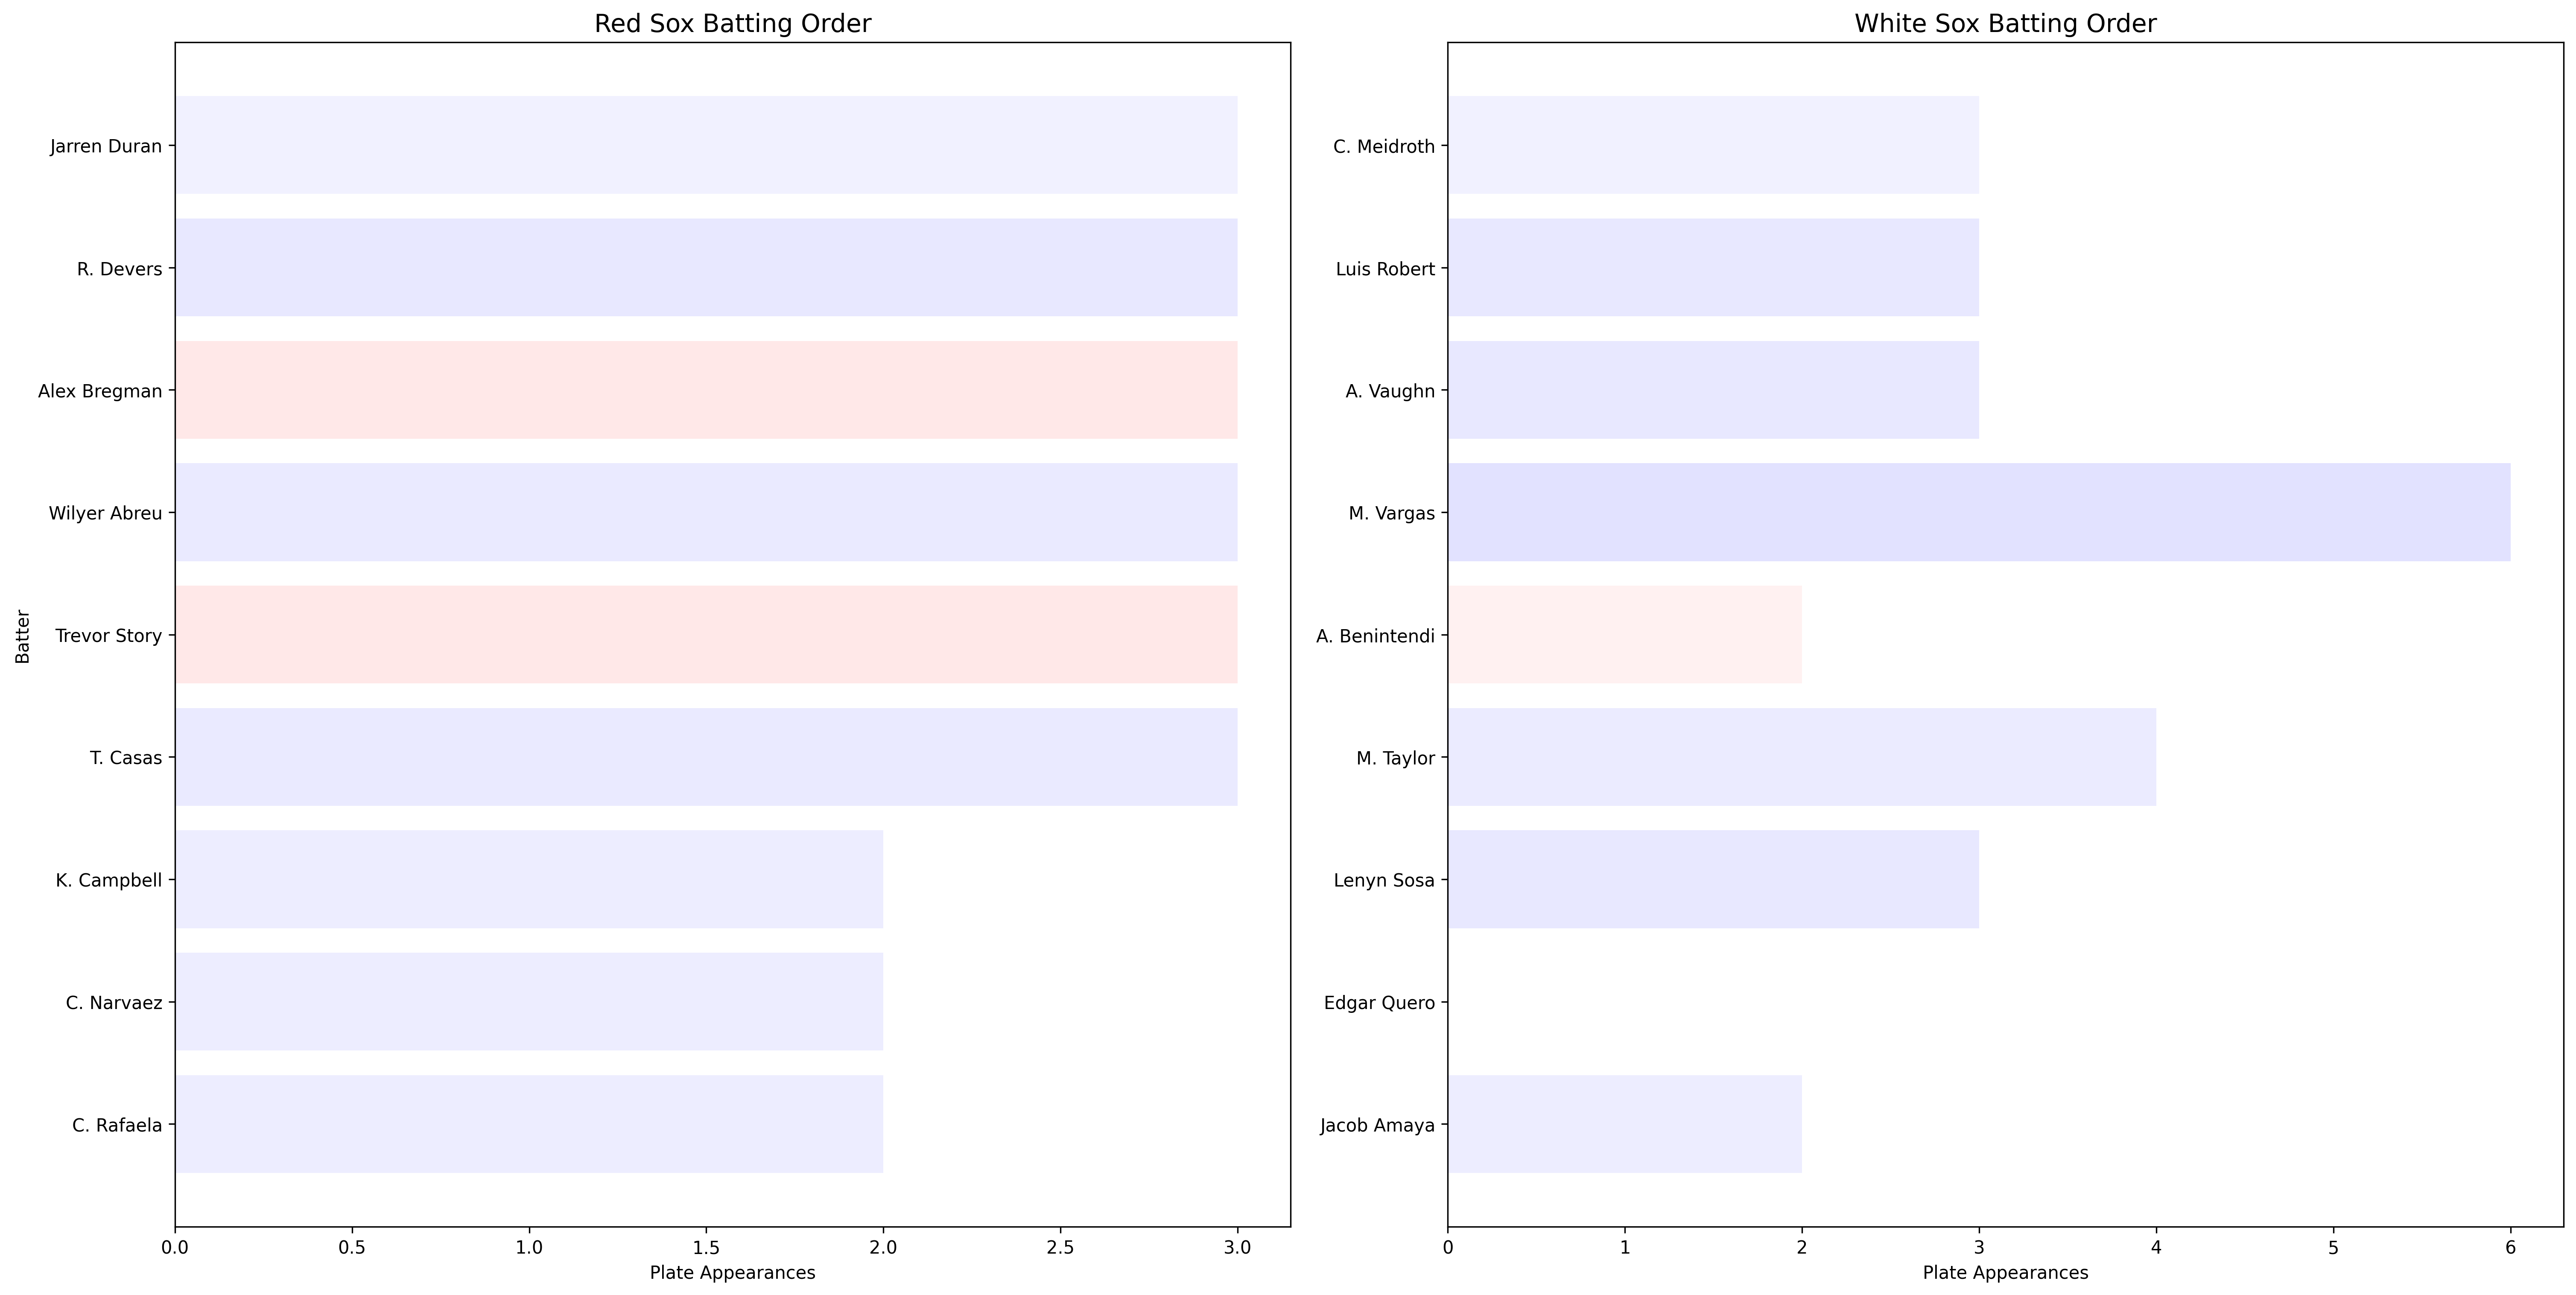 Red Sox Batting Order
Batter
Jarren Duran
R. Devers
Alex Bregman
Wilyer Abreu
Trevor Story
T. Casas
K. Campbell
C. Narvaez
C. Rafaela
0.0 0.5 1.0 1.5 2.0 2.5 3.0
Plate Appearances
White Sox Batting Order
C. Meidroth
Luis Robert
A. Vaughn
M. Vargas
A. Benintendi
M. Taylor
Lenyn Sosa
Edgar Quero
Jacob Amaya
0 1 2 3 4 5 6
Plate Appearances